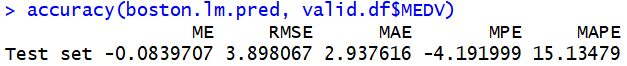 > accuracy(boston.lm.pred, valid.df$MEDV)
ME RMSE MAE MPE MAPE
Test set -0.0839707 3.898067 2.937616 -4.191999 15.13479